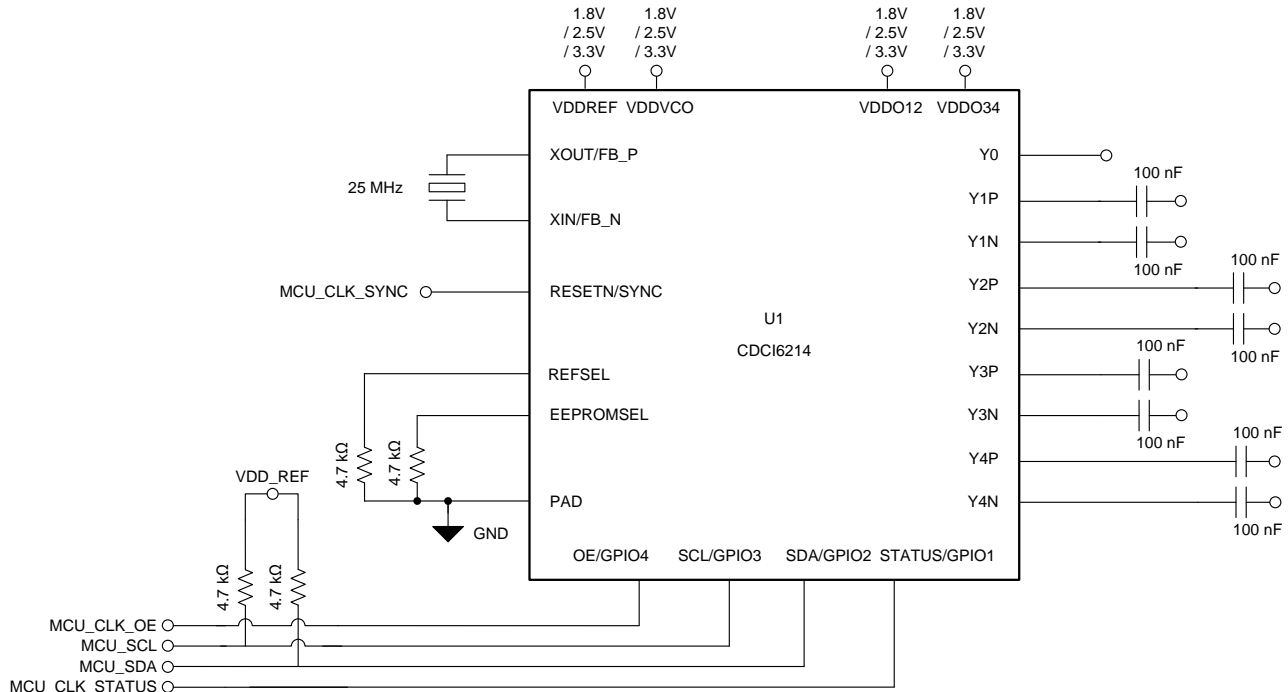 1.8V
/ 2.5V
/ 3.3V
1.8V
/ 2.5V
/ 3.3V
1.8V
/ 2.5V
/ 3.3V
1.8V
/ 2.5V
/ 3.3V
VDDREF VDDVCO VDDO12 VDDO34
XOUT/FB_P
Y0
25 MHz
100 nF
Y1P
XIN/FB_N
Y1N
100 nF
100 nF
MCU_CLK_SYNC
RESETN/SYNC
Y2P
U1
Y2N
CDCI6214
100 nF
100 nF
REFSEL
Y3P
EEPROMSEL
Y3N
100 nF
4.7 kΩ
4.7 kΩ
100 nF
Y4P
VDD_REF
PAD
Y4N
GND
100 nF
OE/GPIO4 SCL/GPIO3 SDA/GPIO2 STATUS/GPIO1
4.7 kΩ
4.7 kΩ
MCU_CLK_OE
MCU_SCL
MCU_SDA
MCU_CLK_STATUS